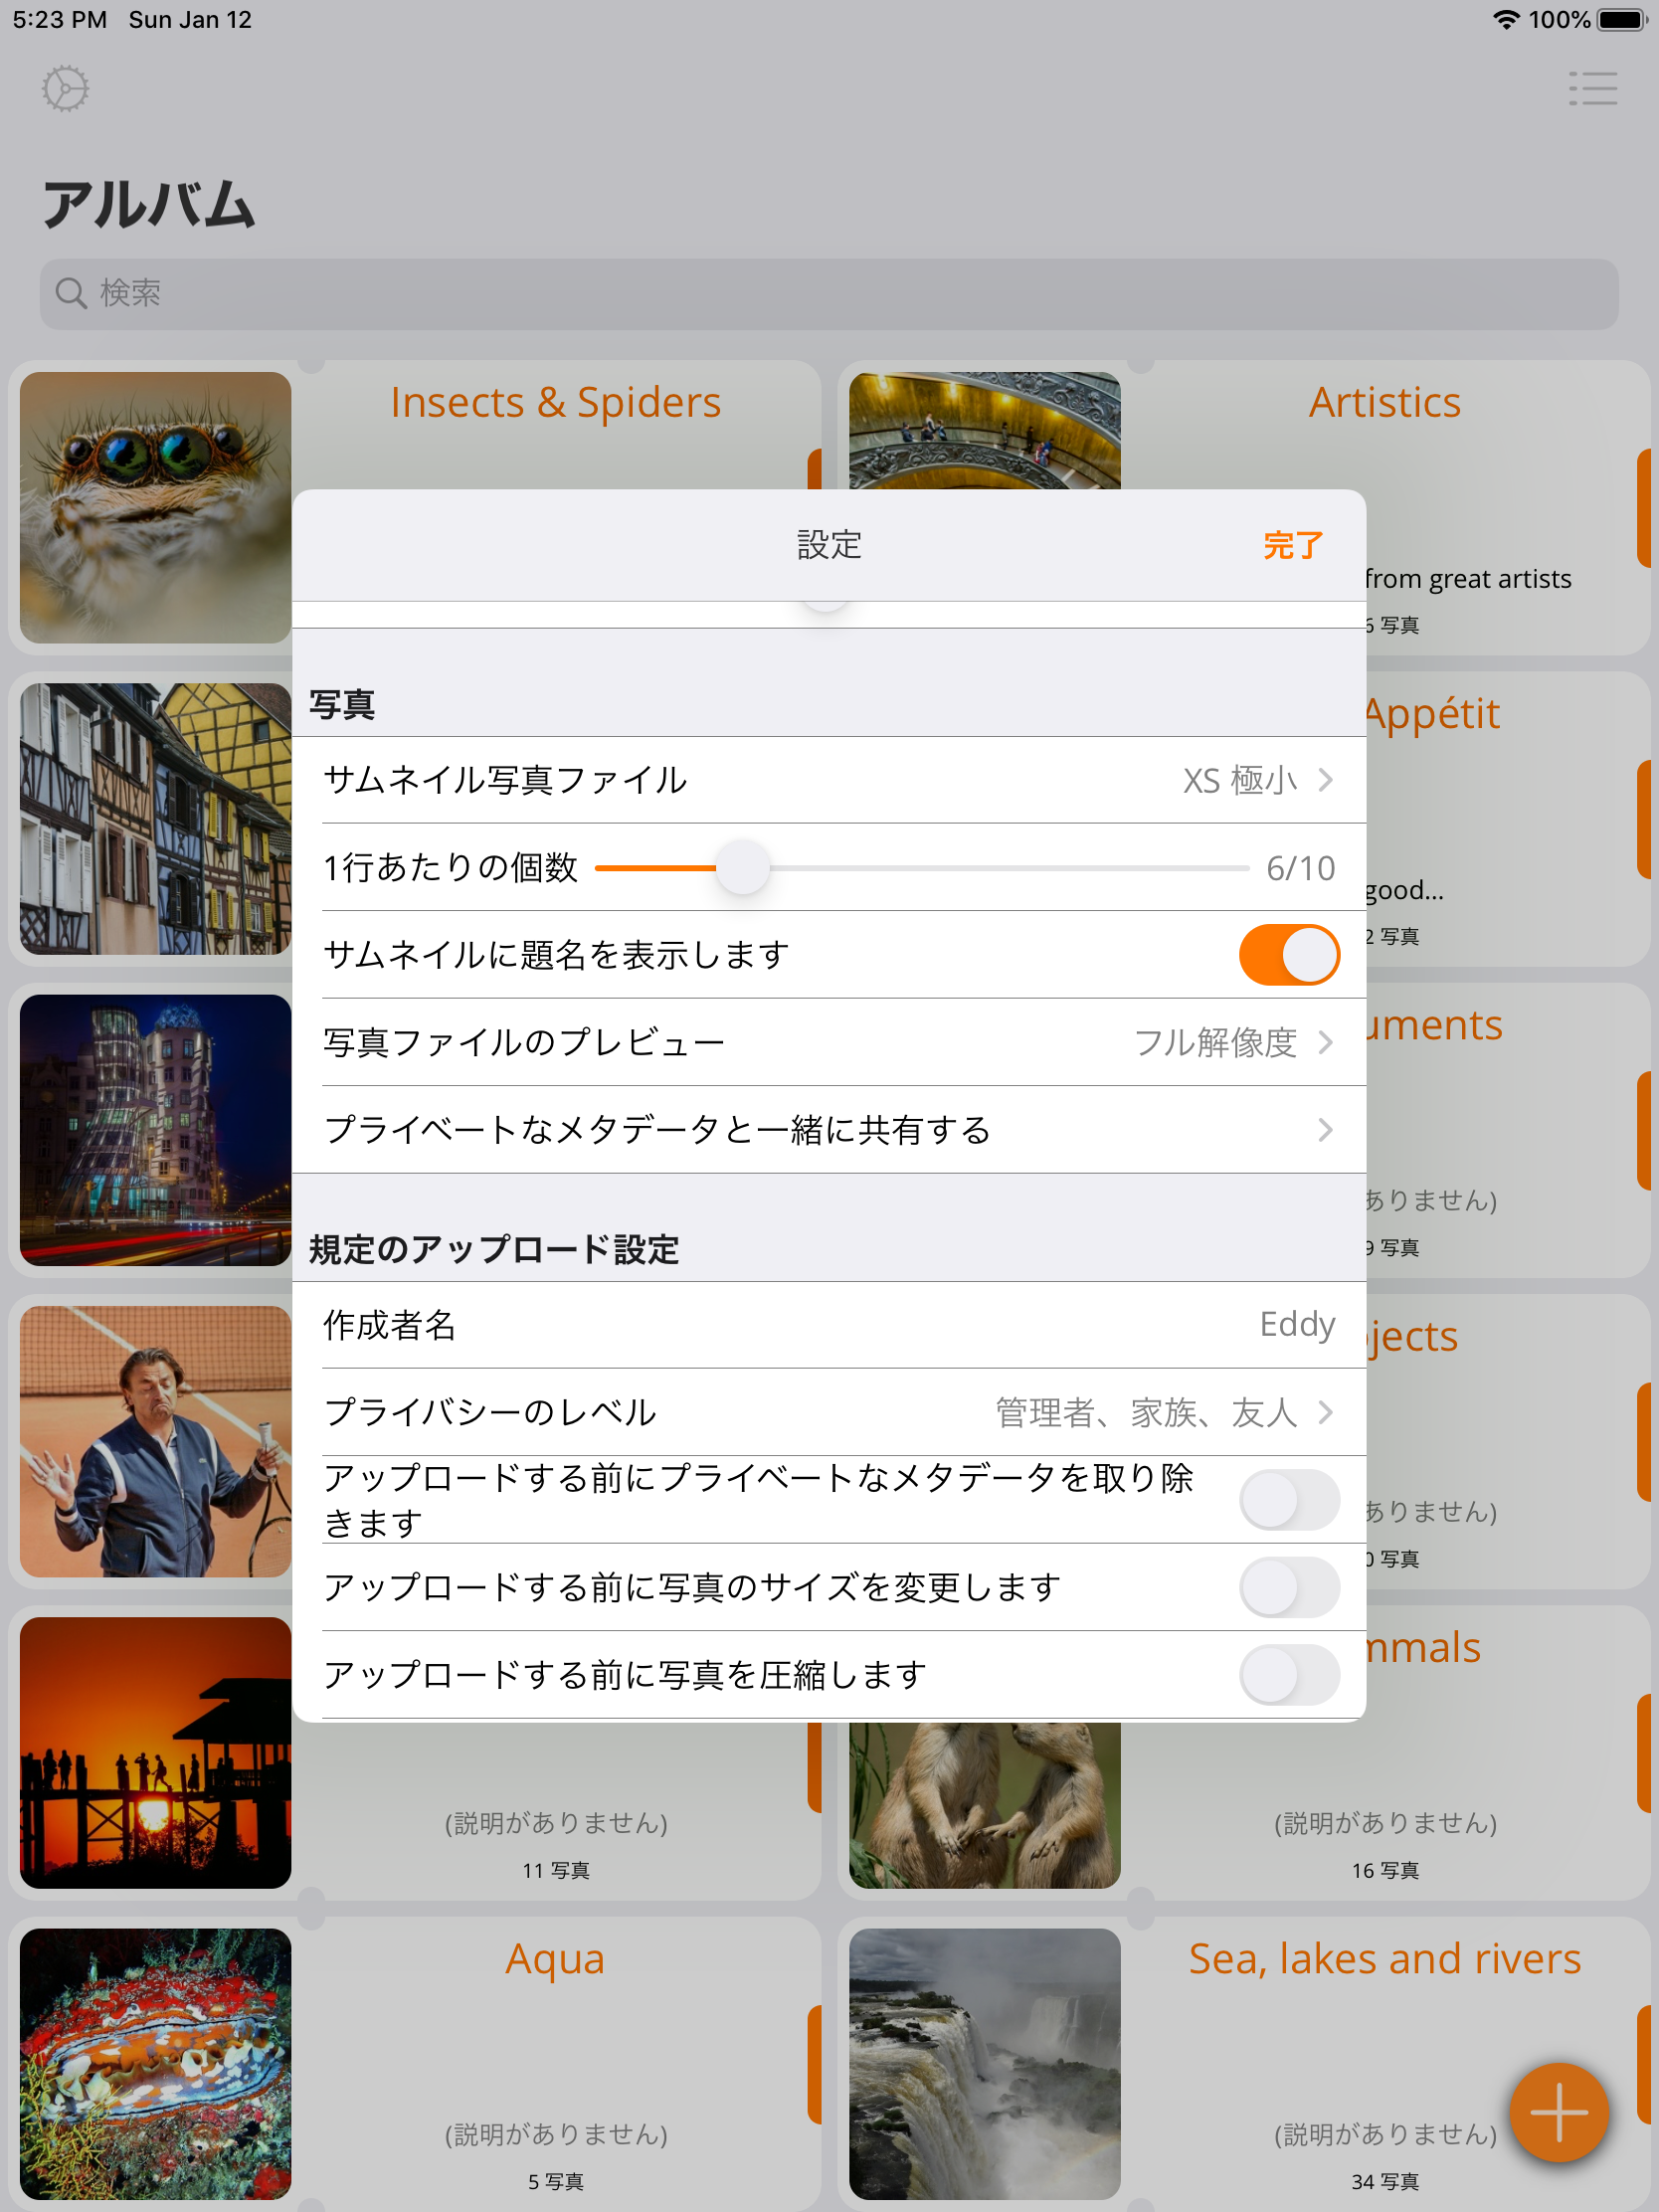 5:23 PM Sun Jan 12
100%
アルバム
検索
Insects & Spiders
Artistics
from great artists
6 写真
設定
完了
写真
サムネイル写真ファイル
XS 極小
1行あたりの個数
6/10
サムネイルに題名を表示します
写真ファイルのプレビュー
フル解像度
プライベートなメタデータと一緒に共有する
規定のアップロード設定
作成者名
Eddy
プライバシーのレベル
管理者、家族、友人
アップロードする前にプライベートなメタデータを取り除
きます
アップロードする前に写真のサイズを変更します
アップロードする前に写真を圧縮します
Appétit
good...
2 写真
uments
ありません)
9 写真
jects
ありません)
0 写真
mmals
(説明がありません)
11 写真
(説明がありません)
16 写真
Aqua
(説明がありません)
5 写真
Sea, lakes and rivers
(説明がありません)
34 写真